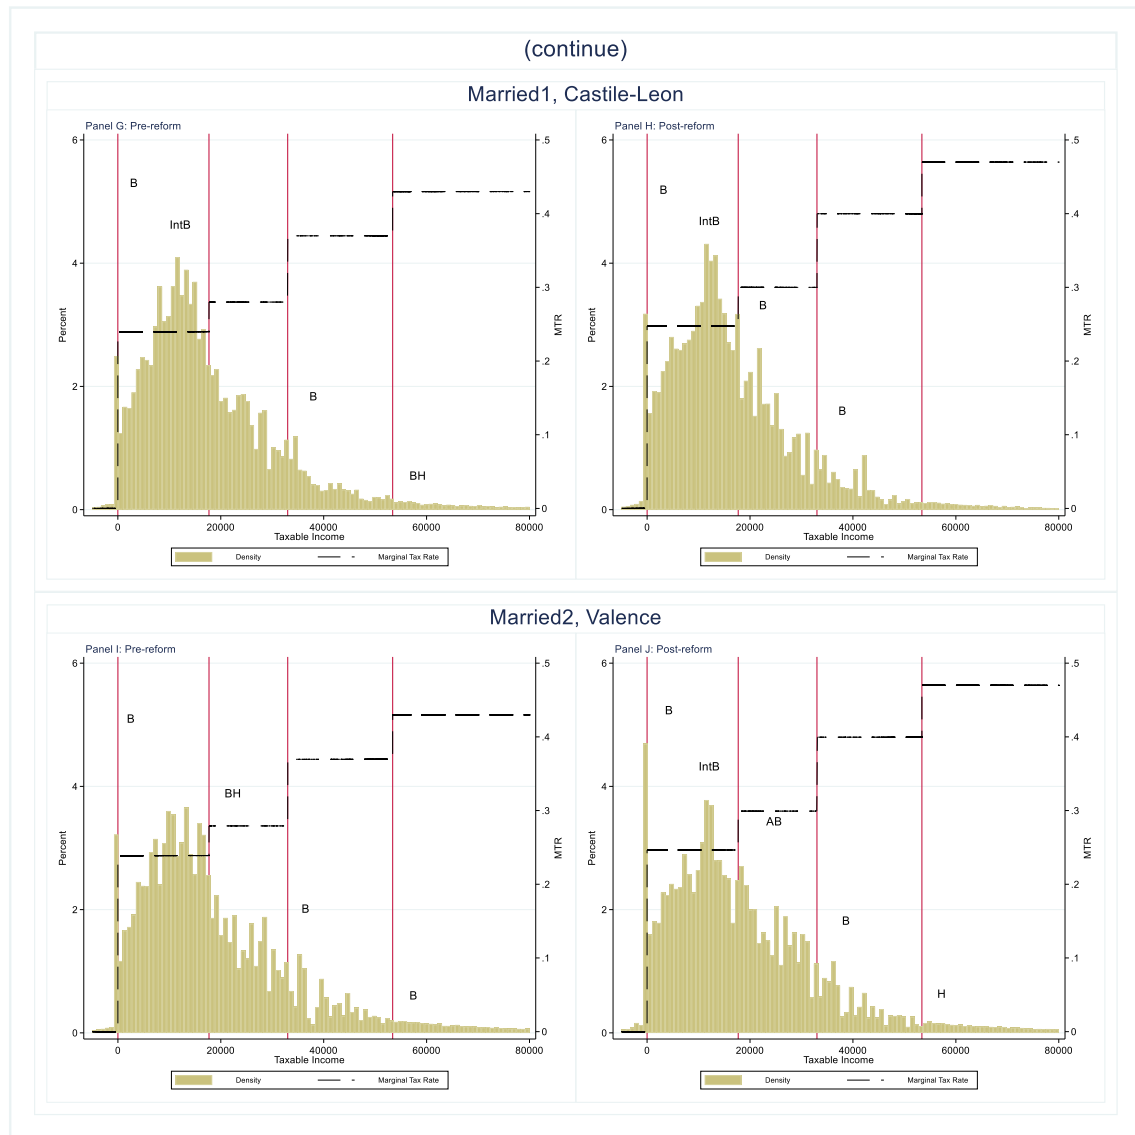 (continue)
Married1, Castile-Leon
Panel G: Pre-reform
6
4
2
0
Percent
B
IntB
B
BH
.5
.4
.3
.2
.1
0
MTR
0 20000 40000 60000 80000
Taxable Income
Density Marginal Tax Rate
Panel H: Post-reform
6
4
2
0
Percent
B
IntB
B
B
.5
.4
.3
.2
.1
0
MTR
0 20000 40000 60000 80000
Taxable Income
Density Marginal Tax Rate
Married2, Valence
Panel I: Pre-reform
6
4
2
0
Percent
B
BH
B
B
.5
.4
.3
.2
.1
0
MTR
0 20000 40000 60000 80000
Taxable Income
Density Marginal Tax Rate
Panel J: Post-reform
6
4
2
0
Percent
B
IntB
AB
B
H
.5
.4
.3
.2
.1
0
MTR
0 20000 40000 60000 80000
Taxable Income
Density Marginal Tax Rate